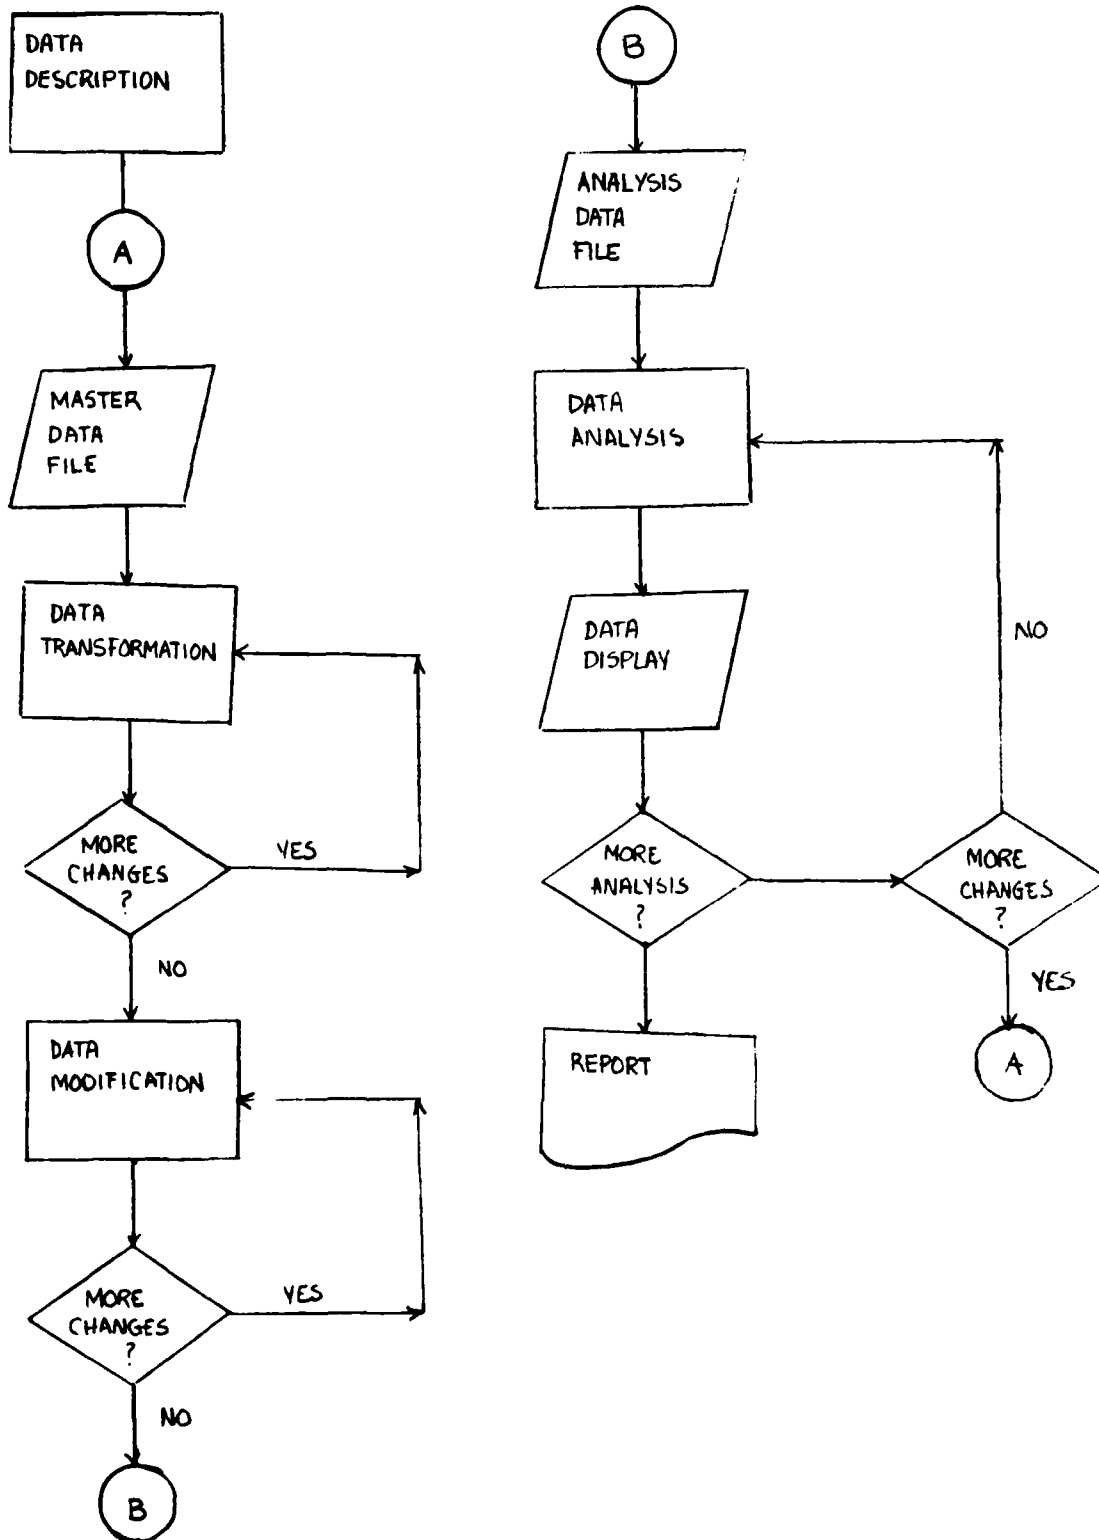 DATA
DESCRIPTION
A
MASTER
DATA
FILE
DATA
TRANSFORMATION
MORE
CHANGES
?
YES
NO
DATA
MODIFICATION
MORE
CHANGES
?
YES
NO
B
B
ANALYSIS
DATA
FILE
DATA
ANALYSIS
DATA
DISPLAY
NO
MORE
ANALYSIS
?
MORE
CHANGES
?
YES
A
REPORT